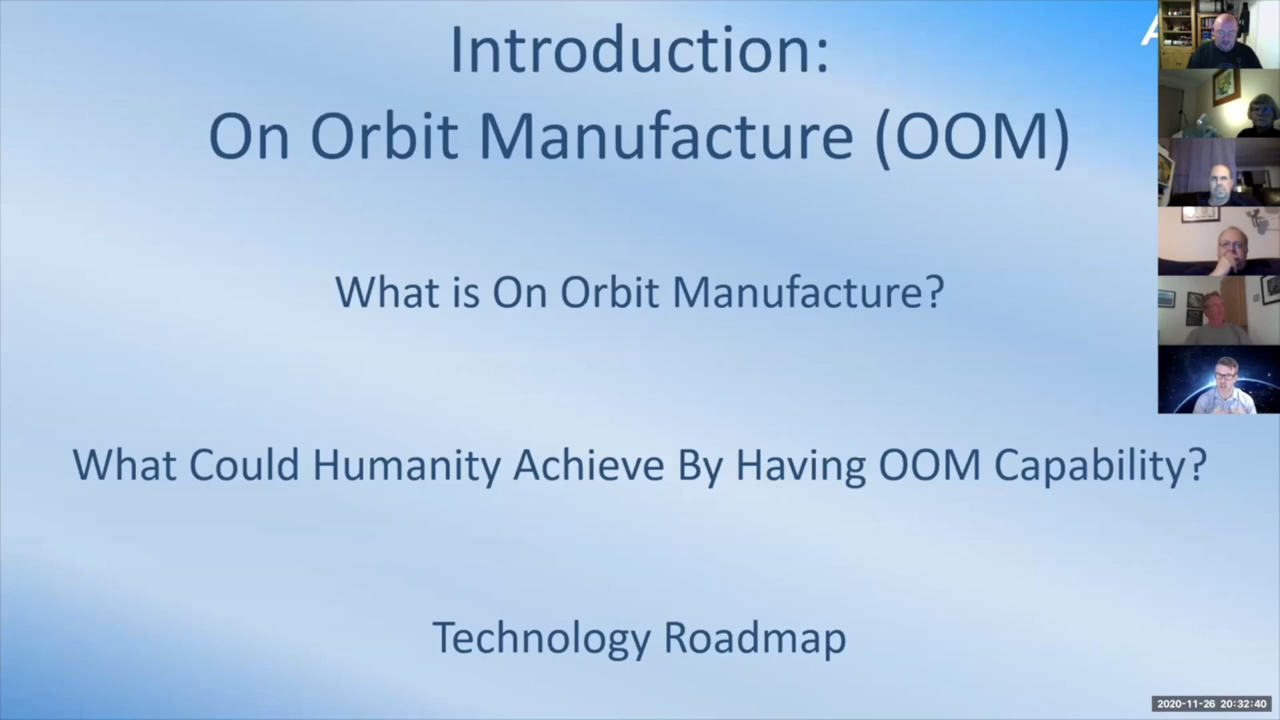 Introduction:
On Orbit Manufacture (OOM)
What is On Orbit Manufacture?
What Could Humanity Achieve By Having OOM Capability?
Technology Roadmap
2020-11-26 20:32:40